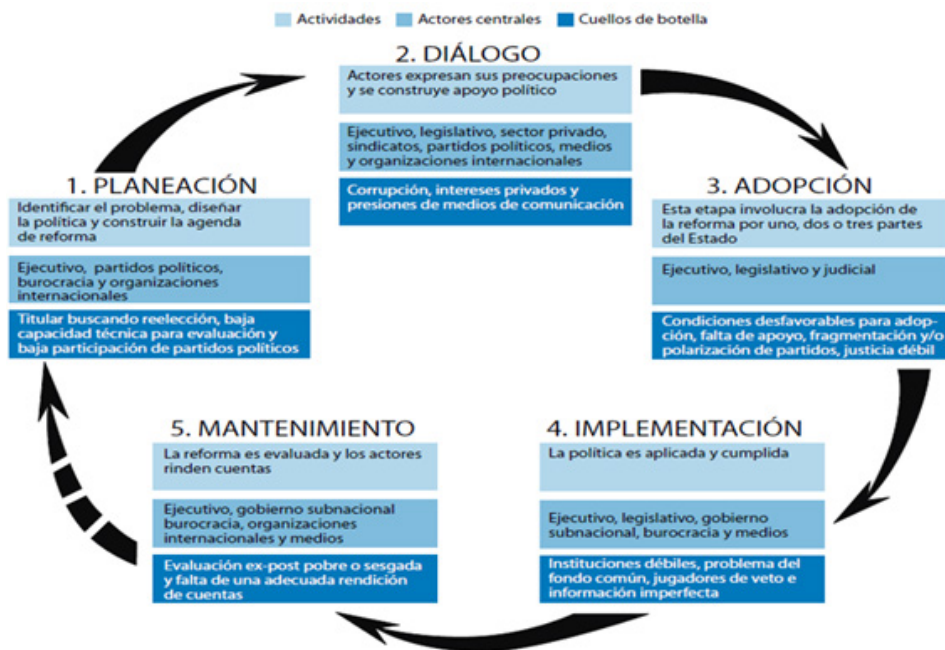 Actividades Actores centrales Cuellos de botella
2. DIÁLOGO
Actores expresan sus preocupaciones
y se construye apoyo político
Ejecutivo, legislativo, sector privado,
sindicatos, partidos políticos, medios
y organizaciones internacionales
Corrupción, intereses privados y
presiones de medios de comunicación
1. PLANEACIÓN
Identificar el problema, diseñar
la política y construir la agenda
de reforma
Ejecutivo, partidos políticos,
burocracia y organizaciones
internacionales
Titular buscando reelección, baja
capacidad técnica para evaluación y
baja participación de partidos políticos
3. ADOPCIÓN
Esta etapa involucra la adopción de
la reforma por uno, dos o tres partes
del Estado
Ejecutivo, legislativo y judicial
Condiciones desfavorables para adop-
ción, falta de apoyo, fragmentación y/o
polarización de partidos, justicia débil
5. MANTENIMIENTO
La reforma es evaluada y los actores
rinden cuentas
Ejecutivo, gobierno subnacional
burocracia, organizaciones
internacionales y medios
Evaluación ex-post pobre o sesgada
y falta de una adecuada rendición
de cuentas
4. IMPLEMENTACIÓN
La política es aplicada y cumplida
Ejecutivo, legislativo, gobierno
subnacional, burocracia y medios
Instituciones débiles, problema del
fondo común, jugadores de veto e
información imperfecta